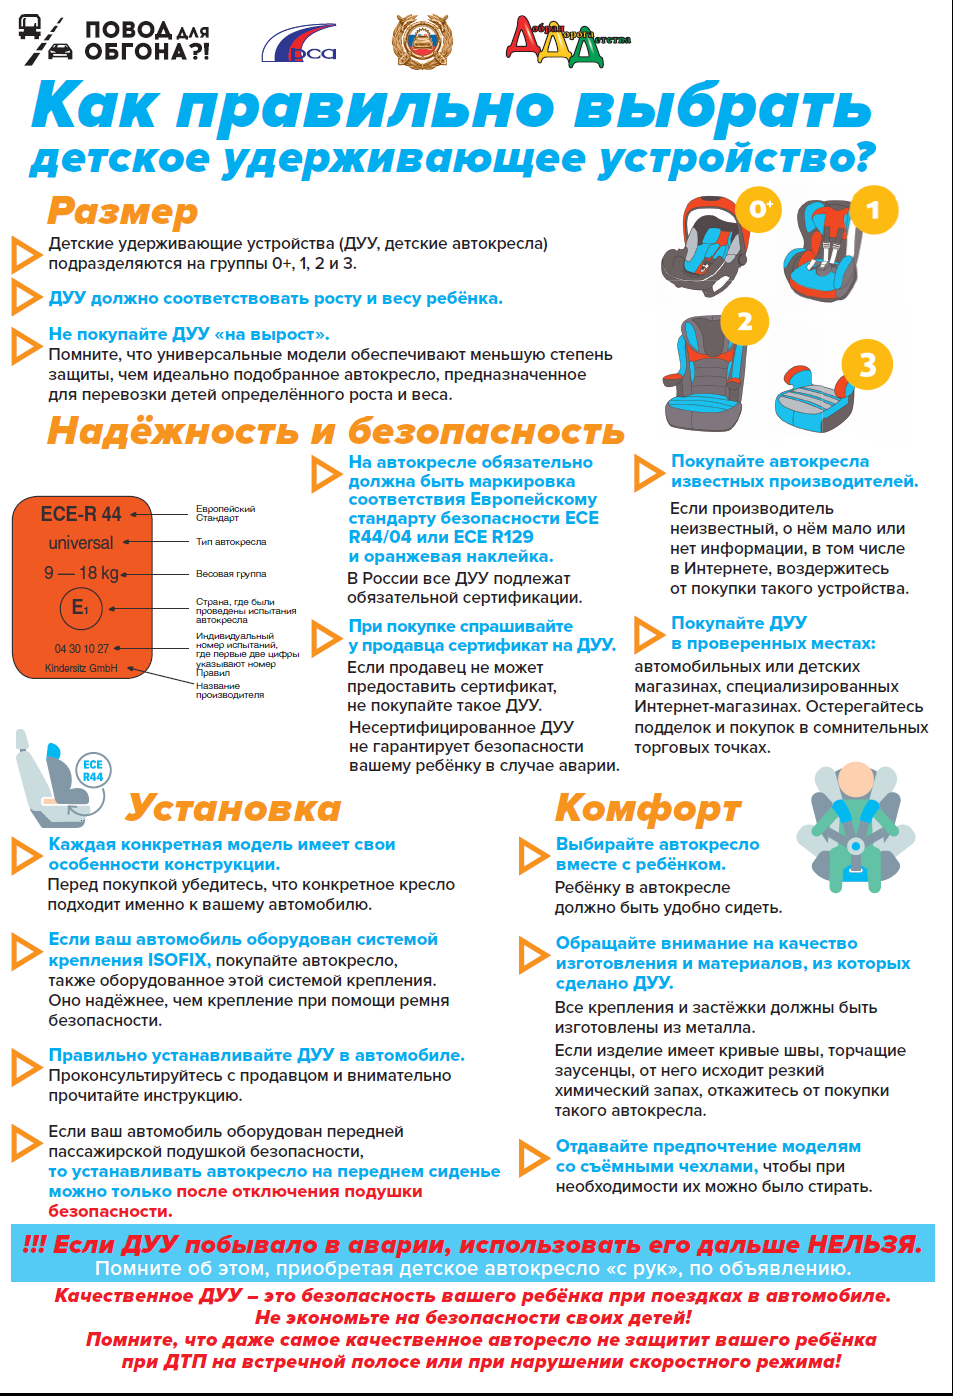 ПОВОД ДЛЯ
ОБГОНА?!
рса
Добрая
Дорога
Детства
Как правильно выбрать
детское удерживающее устройство?
Размер
Детские удерживающие устройства (ДУУ, детские автокресла)
подразделяются на группы 0+, 1, 2 и 3.
ДУУ должно соответствовать росту и весу ребёнка.
Не покупайте ДУУ «на вырост».
Помните, что универсальные модели обеспечивают меньшую степень
защиты, чем идеально подобранное автокресло, предназначенное
для перевозки детей определённого роста и веса.
0+
1
2
3
Надёжность и безопасность
ECE-R 44
universal
9 — 18 kg
E1
04 30 10 27
Kindersitz GmbH
Европейский
Стандарт
Тип автокресла
Весовая группа
Страна, где были
проведены испытания
автокресла
Индивидуальный
номер испытаний,
где первые две цифры
указывают номер
Правил
Название
производителя
На автокресле обязательно
должна быть маркировка
соответствия Европейскому
стандарту безопасности ECE
R44/04 или ECE R129
и оранжевая наклейка.
В России все ДУУ подлежат
обязательной сертификации.
При покупке спрашивайте
у продавца сертификат на ДУУ.
Если продавец не может
предоставить сертификат,
не покупайте такое ДУУ.
Несертифицированное ДУУ
не гарантирует безопасности
вашему ребёнку в случае аварии.
Покупайте автокресла
известных производителей.
Если производитель
неизвестный, о нём мало или
нет информации, в том числе
в Интернете, воздержитесь
от покупки такого устройства.
Покупайте ДУУ
в проверенных местах:
автомобильных или детских
магазинах, специализированных
Интернет-магазинах. Остерегайтесь
подделок и покупок в сомнительных
торговых точках.
ECE
R44
Установка
Каждая конкретная модель имеет свои
особенности конструкции.
Перед покупкой убедитесь, что конкретное кресло
подходит именно к вашему автомобилю.
Если ваш автомобиль оборудован системой
крепления ISOFIX, покупайте автокресло,
также оборудованное этой системой крепления.
Оно надёжнее, чем крепление при помощи ремня
безопасности.
Правильно устанавливайте ДУУ в автомобиле.
Проконсультируйтесь с продавцом и внимательно
прочитайте инструкцию.
Если ваш автомобиль оборудован передней
пассажирской подушкой безопасности,
то устанавливать автокресло на переднем сиденье
можно только после отключения подушки
безопасности.
Комфорт
Выбирайте автокресло
вместе с ребёнком.
Ребёнку в автокресле
должно быть удобно сидеть.
Обращайте внимание на качество
изготовления и материалов, из которых
сделано ДУУ.
Все крепления и застёжки должны быть
изготовлены из металла.
Если изделие имеет кривые швы, торчащие
заусенцы, от него исходит резкий
химический запах, откажитесь от покупки
такого автокресла.
Отдавайте предпочтение моделям
со съёмными чехлами, чтобы при
необходимости их можно было стирать.
!!! Если ДУУ побывало в аварии, использовать его дальше НЕЛЬЗЯ.
Помните об этом, приобретая детское автокресло «с рук», по объявлению.
Качественное ДУУ – это безопасность вашего ребёнка при поездках в автомобиле.
Не экономьте на безопасности своих детей!
Помните, что даже самое качественное авторесло не защитит вашего ребёнка
при ДТП на встречной полосе или при нарушении скоростного режима!